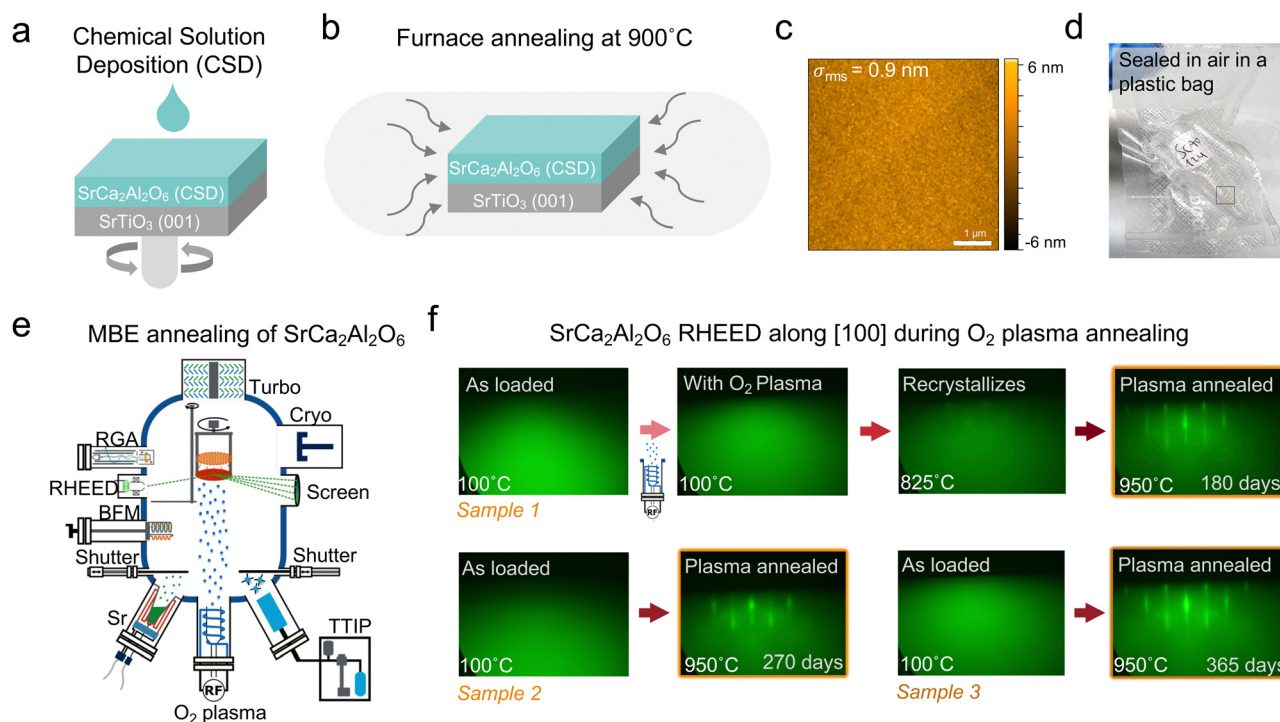 a
Chemical Solution
Deposition (CSD)
SrCa₂Al₂O₆ (CSD)
SrTiO₃ (001)
b
Furnace annealing at 900˚C
SrCa₂Al₂O₆ (CSD)
SrTiO₃ (001)
c
σrms = 0.9 nm
6 nm
-6 nm
1 µm
d
Sealed in air in a
plastic bag
e
MBE annealing of SrCa₂Al₂O₆
Turbo
Cryo
RGA
RHEED
Screen
BFM
Shutter
Shutter
Sr
TTIP
RF
O₂ plasma
f
SrCa₂Al₂O₆ RHEED along [100] during O₂ plasma annealing
As loaded
100˚C
Sample 1
RF
With O₂ Plasma
100˚C
Recrystallizes
825˚C
Plasma annealed
950˚C 180 days
As loaded
100˚C
Sample 2
Plasma annealed
950˚C 270 days
As loaded
100˚C
Sample 3
Plasma annealed
950˚C 365 days